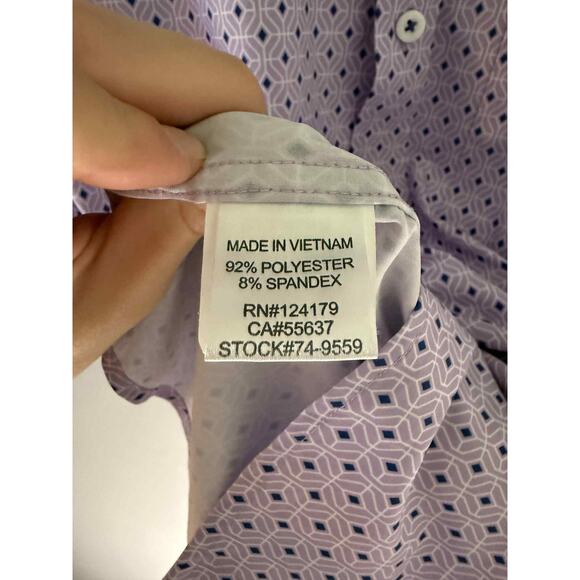 MADE IN VIETNAM
92% POLYESTER
8% SPANDEX
RN#124179
CA#55637
STOCK#74-9559